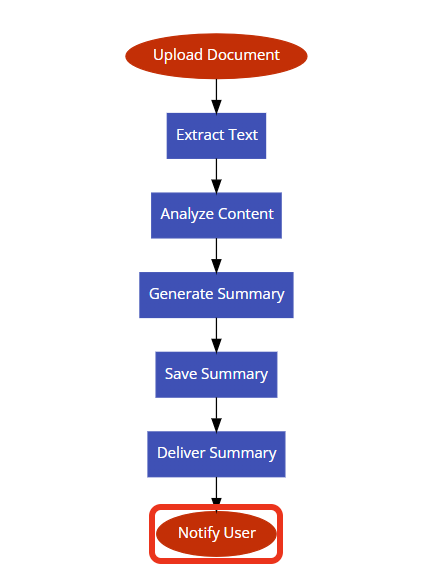 Upload Document
Extract Text
Analyze Content
Generate Summary
Save Summary
Deliver Summary
Notify User